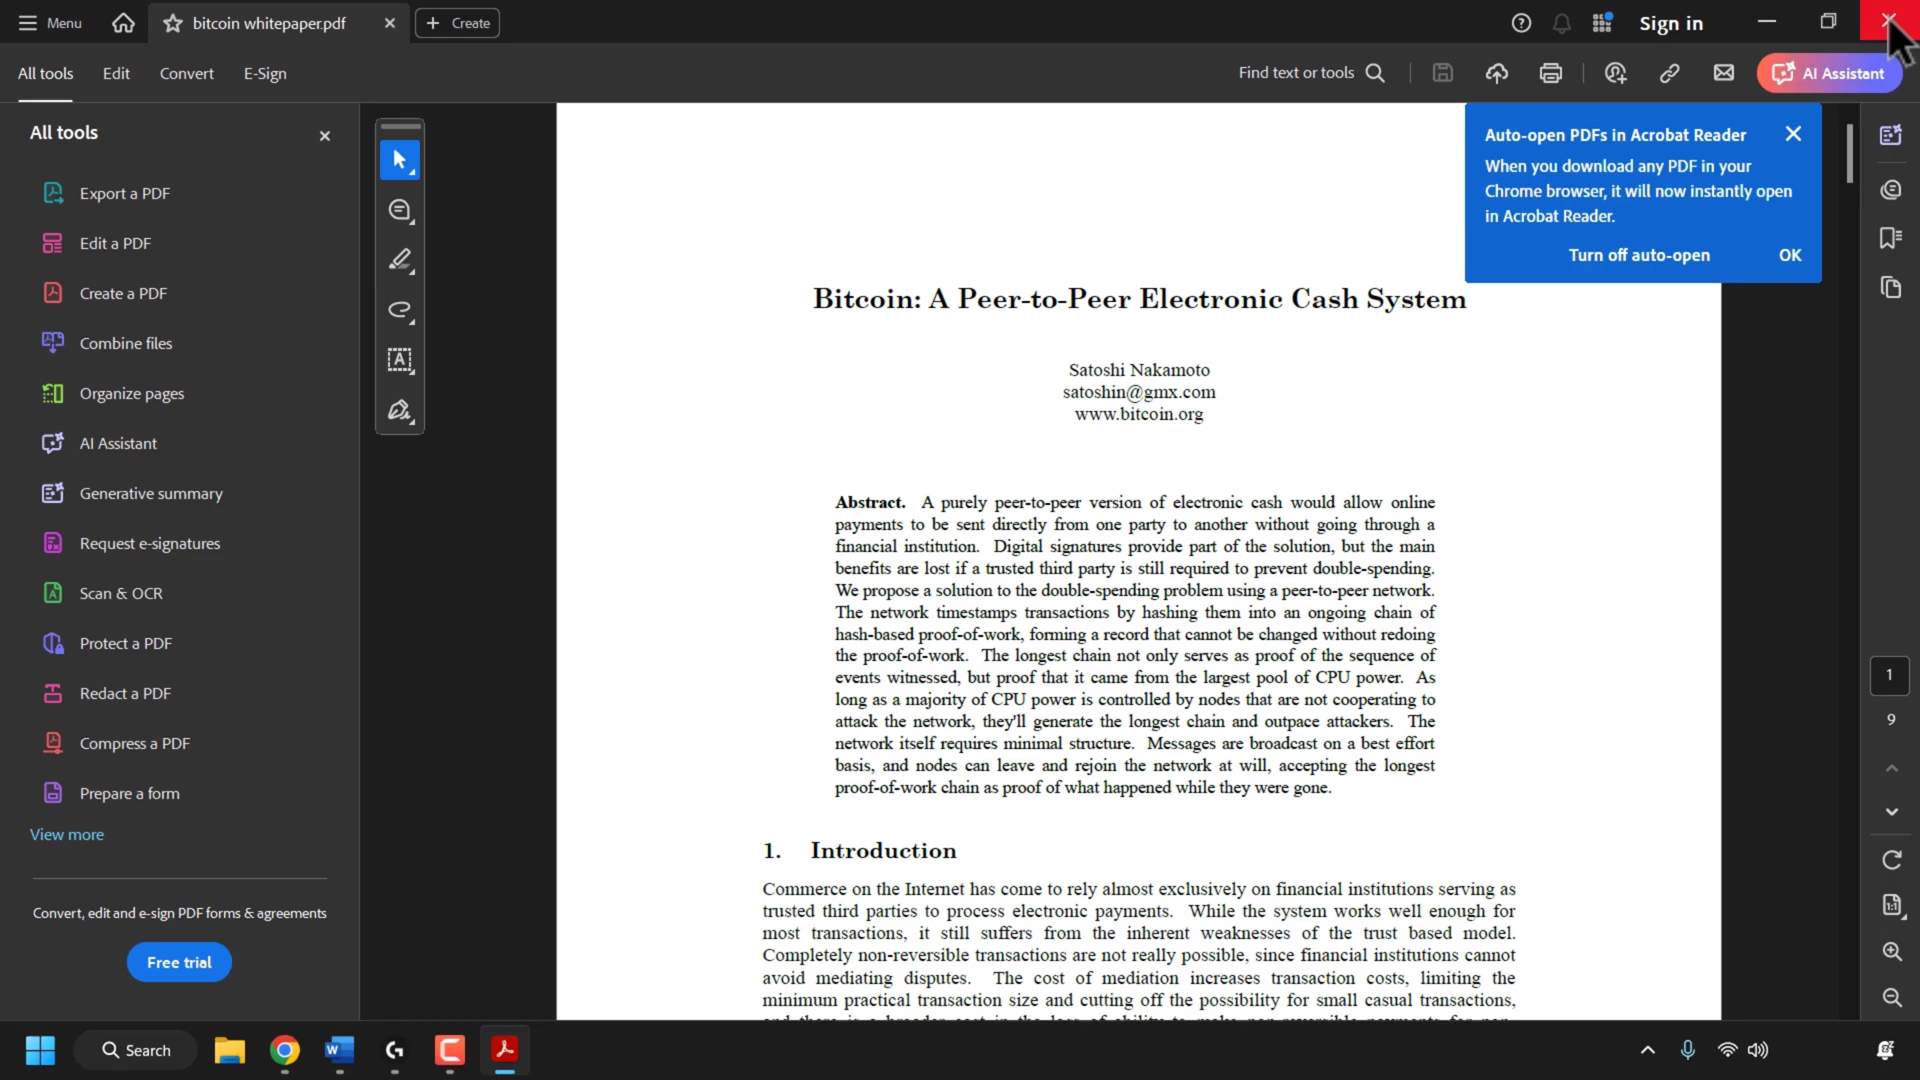 Menu
bitcoin whitepaper.pdf
Create
Sign in
All tools
Edit
Convert
E-Sign
Find text or tools
AI Assistant
All tools
Export a PDF
Edit a PDF
Create a PDF
Combine files
Organize pages
AI Assistant
Generative summary
Request e-signatures
Scan & OCR
Protect a PDF
Redact a PDF
Compress a PDF
Prepare a form
View more
Convert, edit and e-sign PDF forms & agreements
Free trial
Auto-open PDFs in Acrobat Reader
When you download any PDF in your
Chrome browser, it will now instantly open
in Acrobat Reader.
Turn off auto-open
OK
Bitcoin: A Peer-to-Peer Electronic Cash System
Satoshi Nakamoto
satoshin@gmx.com
www.bitcoin.org
Abstract. A purely peer-to-peer version of electronic cash would allow online
payments to be sent directly from one party to another without going through a
financial institution. Digital signatures provide part of the solution, but the main
benefits are lost if a trusted third party is still required to prevent double-spending.
We propose a solution to the double-spending problem using a peer-to-peer network.
The network timestamps transactions by hashing them into an ongoing chain of
hash-based proof-of-work, forming a record that cannot be changed without redoing
the proof-of-work. The longest chain not only serves as proof of the sequence of
events witnessed, but proof that it came from the largest pool of CPU power. As
long as a majority of CPU power is controlled by nodes that are not cooperating to
attack the network, they'll generate the longest chain and outpace attackers. The
network itself requires minimal structure. Messages are broadcast on a best effort
basis, and nodes can leave and rejoin the network at will, accepting the longest
proof-of-work chain as proof of what happened while they were gone.
1. Introduction
Commerce on the Internet has come to rely almost exclusively on financial institutions serving as
trusted third parties to process electronic payments. While the system works well enough for
most transactions, it still suffers from the inherent weaknesses of the trust based model.
Completely non-reversible transactions are not really possible, since financial institutions cannot
avoid mediating disputes. The cost of mediation increases transaction costs, limiting the
minimum practical transaction size and cutting off the possibility for small casual transactions,
1
9
Search